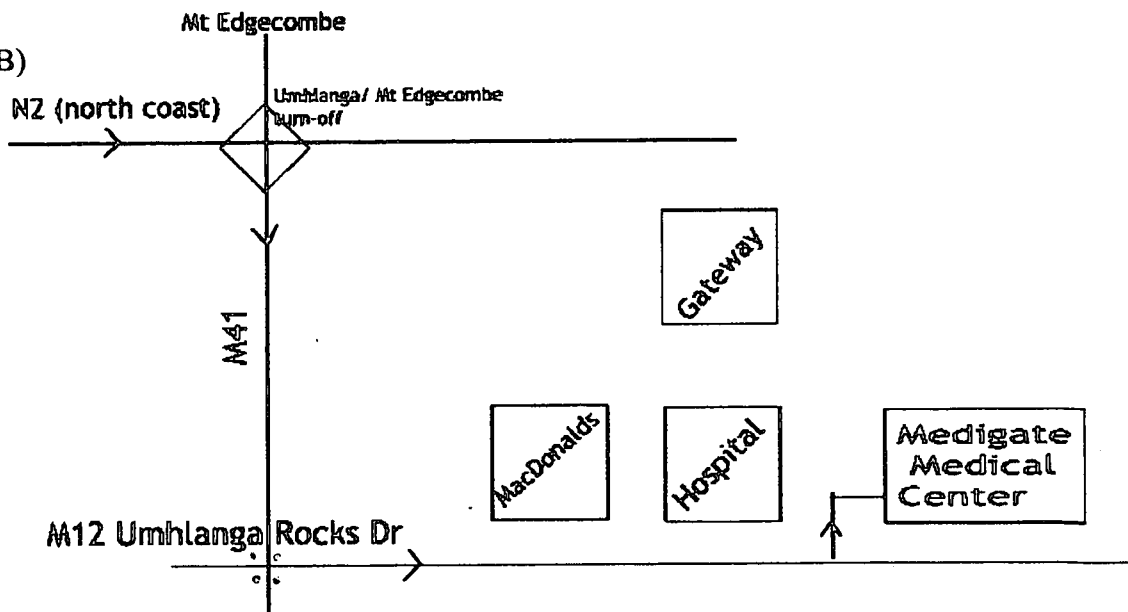 Mt Edgecombe
B)
N2 (north coast)
Umhlanga/ Mt Edgecombe
turn-off
Gateway
M41
MacDonalds
Hospital
Medigate
Medical
Center
M12 Umhlanga Rocks Dr